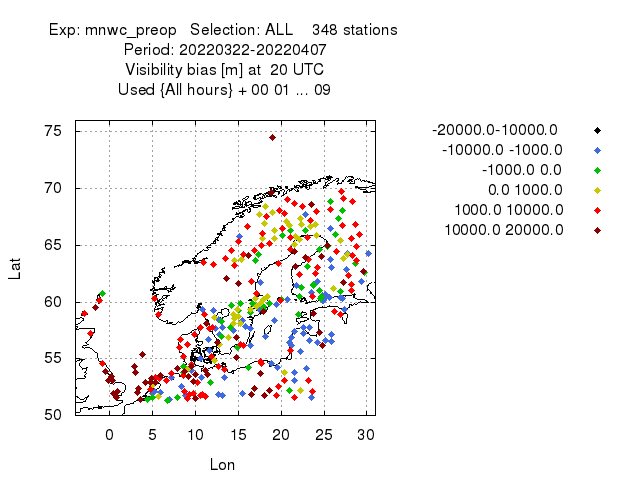 Exp: mnwc_preop   Selection: ALL    348 stations
Period: 20220322-20220407
Visibility bias [m] at  20 UTC
Used {All hours} + 00 01 ... 09
-20000.0-10000.0
-10000.0 -1000.0
-1000.0 0.0
0.0 1000.0
1000.0 10000.0
10000.0 20000.0
75
70
65
60
55
50
Lat
0 5 10 15 20 25 30
Lon